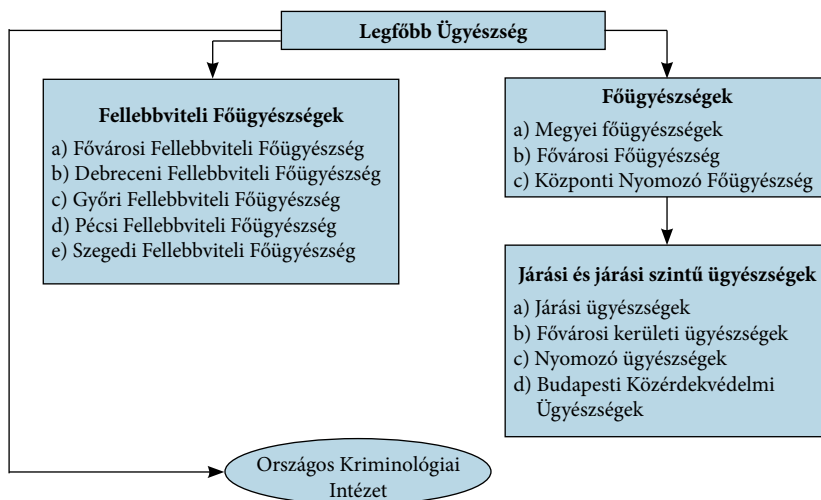 Legfőbb Ügyészség
Fellebbviteli Főügyészségek
a) Fővárosi Fellebbviteli Főügyészség
b) Debreceni Fellebbviteli Főügyészség
c) Győri Fellebbviteli Főügyészség
d) Pécsi Fellebbviteli Főügyészség
e) Szegedi Fellebbviteli Főügyészség
Főügyészségek
a) Megyei főügyészségek
b) Fővárosi Főügyészség
c) Központi Nyomozó Főügyészség
Járási és járási szintű ügyészségek
a) Járási ügyészségek
b) Fővárosi kerületi ügyészségek
c) Nyomozó ügyészségek
d) Budapesti Közérdekvédelmi
Ügyészségek
Országos Kriminológiai
Intézet